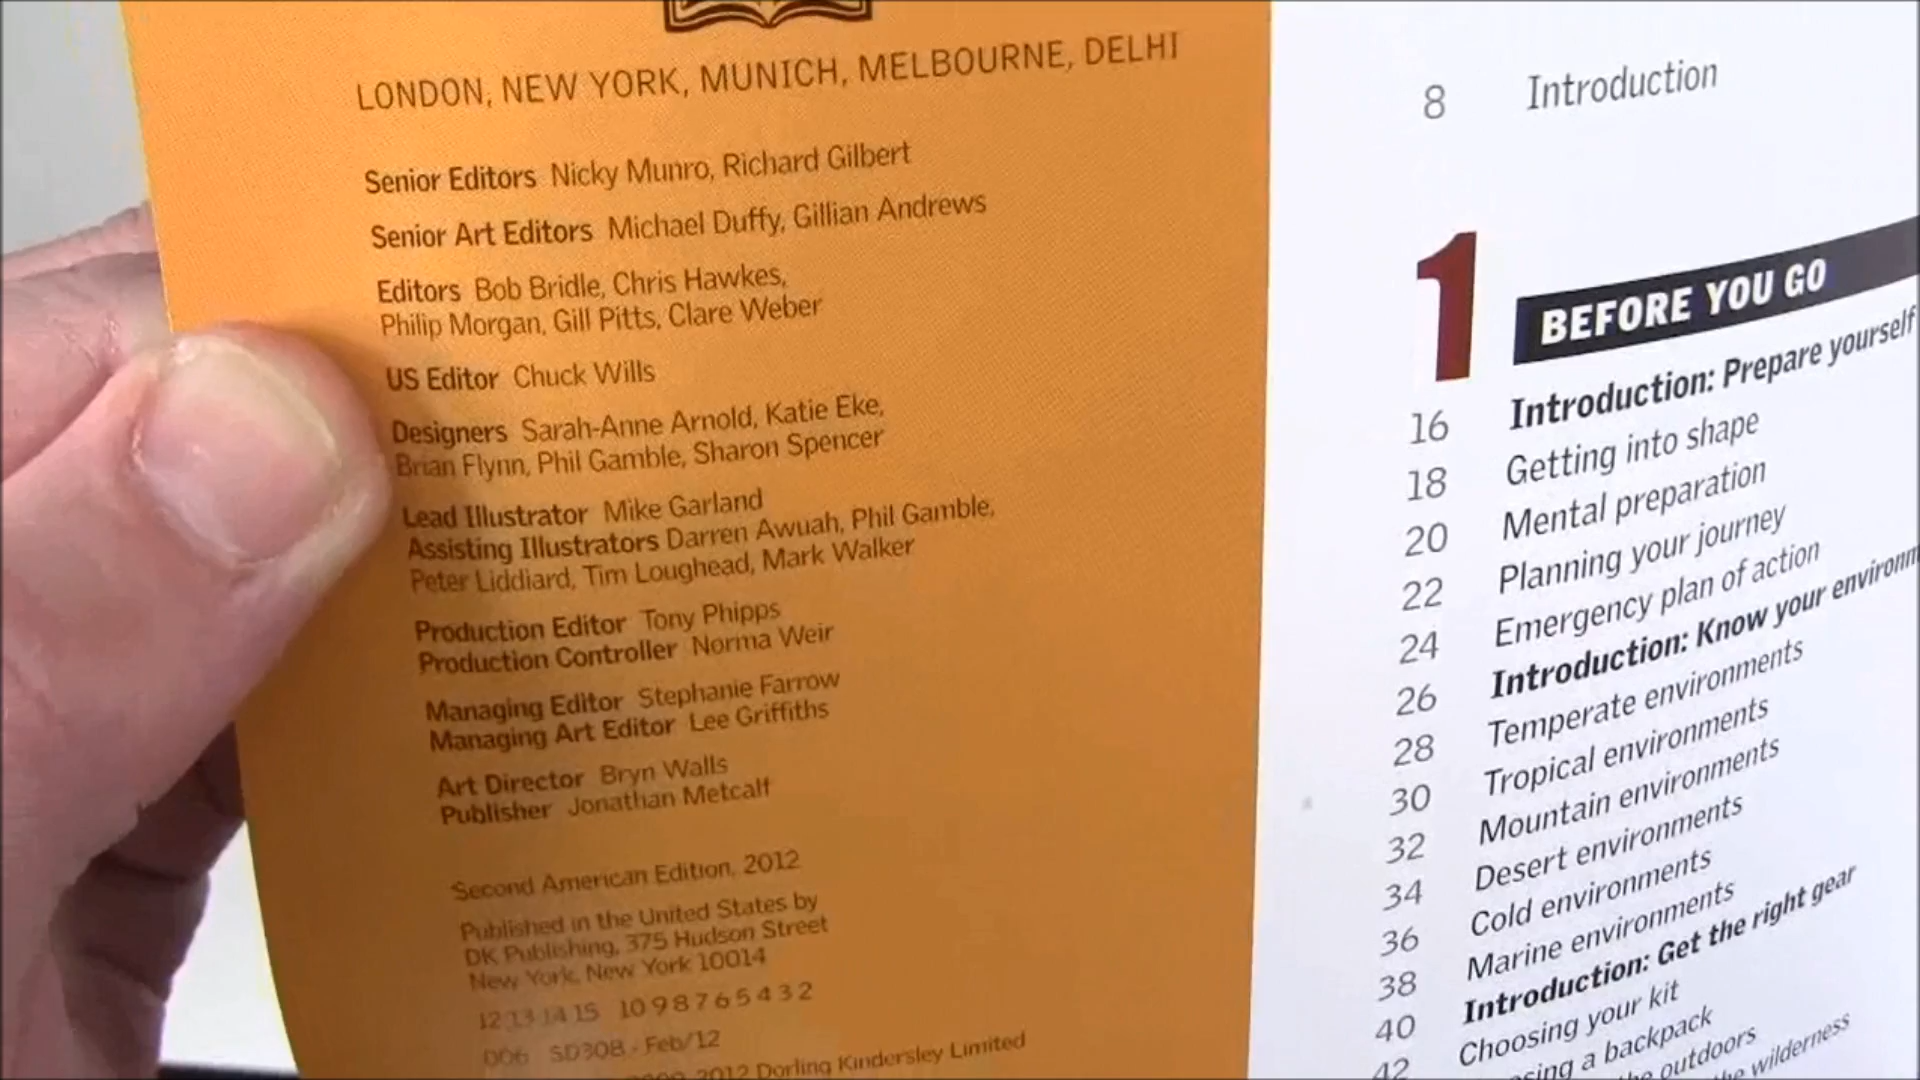 LONDON, NEW YORK, MUNICH, MELBOURNE, DELHI
Senior Editors Nicky Munro, Richard Gilbert
Senior Art Editors Michael Duffy, Gillian Andrews
Editors Bob Bridle, Chris Hawkes,
Philip Morgan, Gill Pitts, Clare Weber
US Editor Chuck Wills
Designers Sarah-Anne Arnold, Katie Eke,
Brian Flynn, Phil Gamble, Sharon Spencer
Lead Illustrator Mike Garland
Assisting Illustrators Darren Awuah, Phil Gamble,
Peter Liddiard, Tim Loughead, Mark Walker
Production Editor Tony Phipps
Production Controller Norma Weir
Managing Editor Stephanie Farrow
Managing Art Editor Lee Griffiths
Art Director Bryn Walls
Publisher Jonathan Metcalf
Second American Edition, 2012
Published in the United States by
DK Publishing, 375 Hudson Street
New York, New York 10014
12 13 14 15 10 9 8 7 6 5 4 3 2
006 SD308 - Feb/12
2012 Dorling Kindersley Limited
8 Introduction
1 BEFORE YOU GO
16 Introduction: Prepare yourself
18 Getting into shape
20 Mental preparation
22 Planning your journey
24 Emergency plan of action
26 Introduction: Know your environm
28 Temperate environments
30 Tropical environments
32 Mountain environments
34 Desert environments
36 Cold environments
38 Marine environments
40 Introduction: Get the right gear
42 Choosing your kit
sing a backpack
outdoors
wilderness